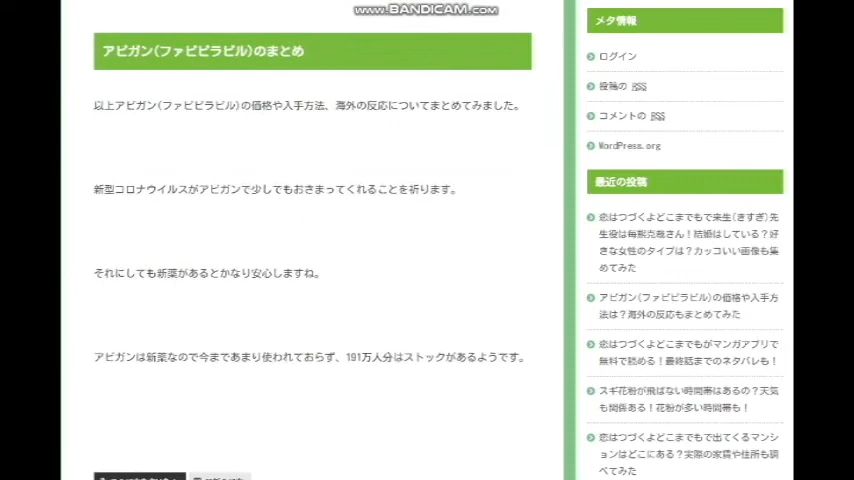 www.BANDICAM.com
アビガン(ファビピラビル)のまとめ
以上アビガン(ファビピラビル)の価格や入手方法、海外の反応についてまとめてみました。
新型コロナウイルスがアビガンで少しでもおさまってくれることを祈ります。
それにしても新薬があるとかなり安心しますね。
アビガンは新薬なので今まであまり使われておらず、191万人分はストックがあるようです。
メタ情報
ログイン
投稿の RSS
コメントの RSS
WordPress.org
最近の投稿
恋はつづくよどこまでもで来生(きすぎ)先
生役は毎熊克哉さん！結婚はしている？好
きな女性のタイプは？カッコいい画像も集
めてみた
アビガン(ファビピラビル)の価格や入手方
法は？海外の反応もまとめてみた
恋はつづくよどこまでもがマンガアプリで
無料で読める！最終話までのネタバレも！
スギ花粉が飛ばない時間帯はあるの？天気
も関係ある！花粉が多い時間帯も！
恋はつづくよどこまでもで出てくるマンシ
ョンはどこにある？実際の家賃や住所も調
べてみた